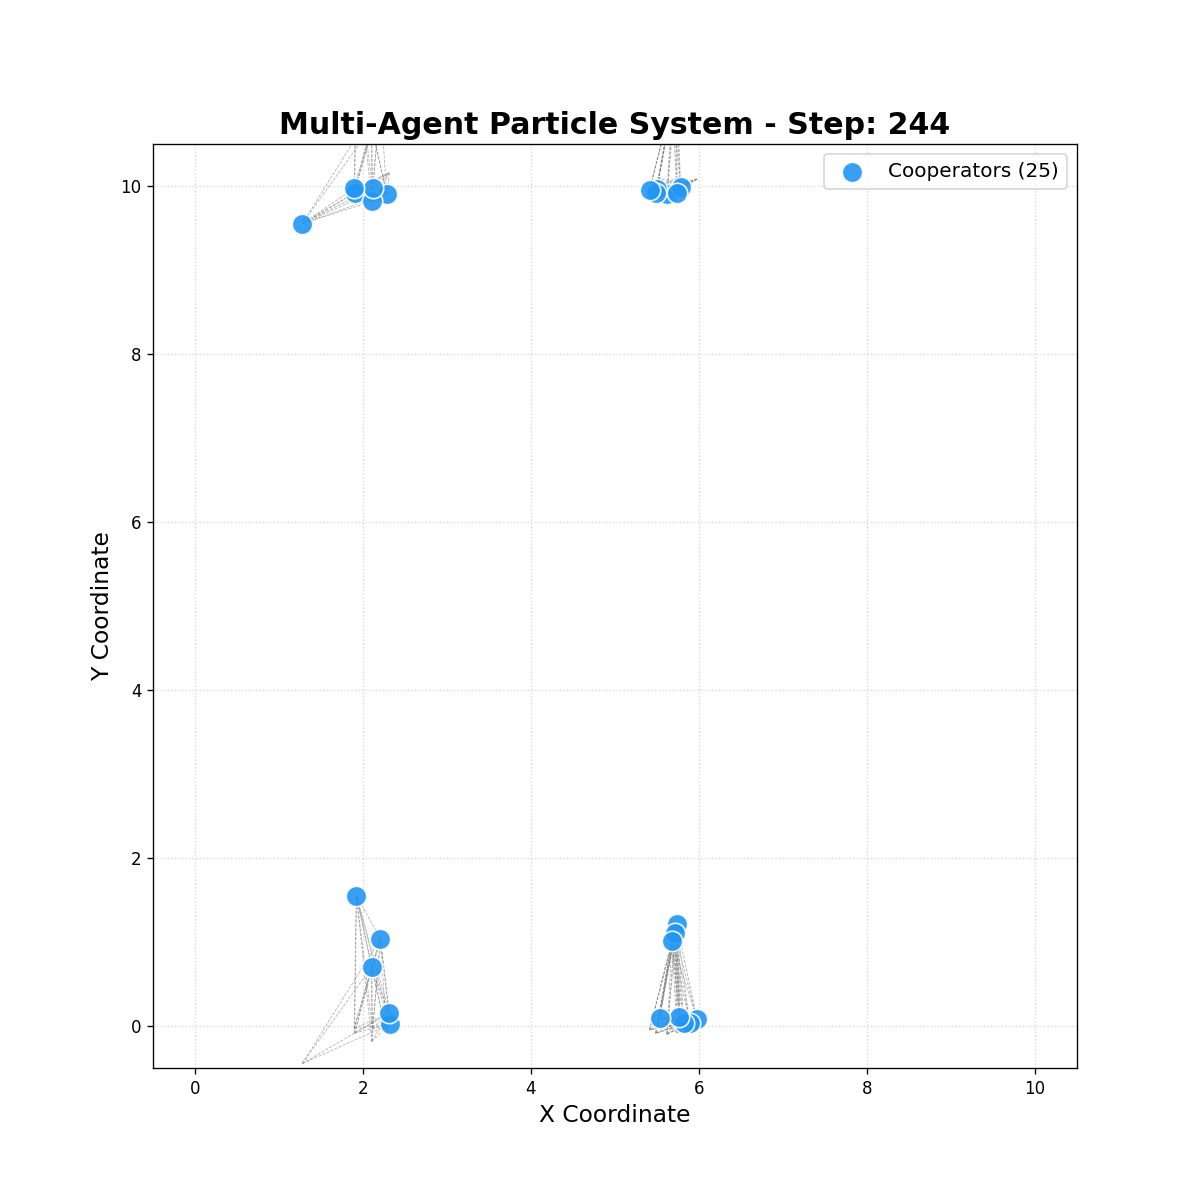 Multi-Agent Particle System - Step: 244
Cooperators (25)
10
8
6
4
2
0
Y Coordinate
0 2 4 6 8 10
X Coordinate